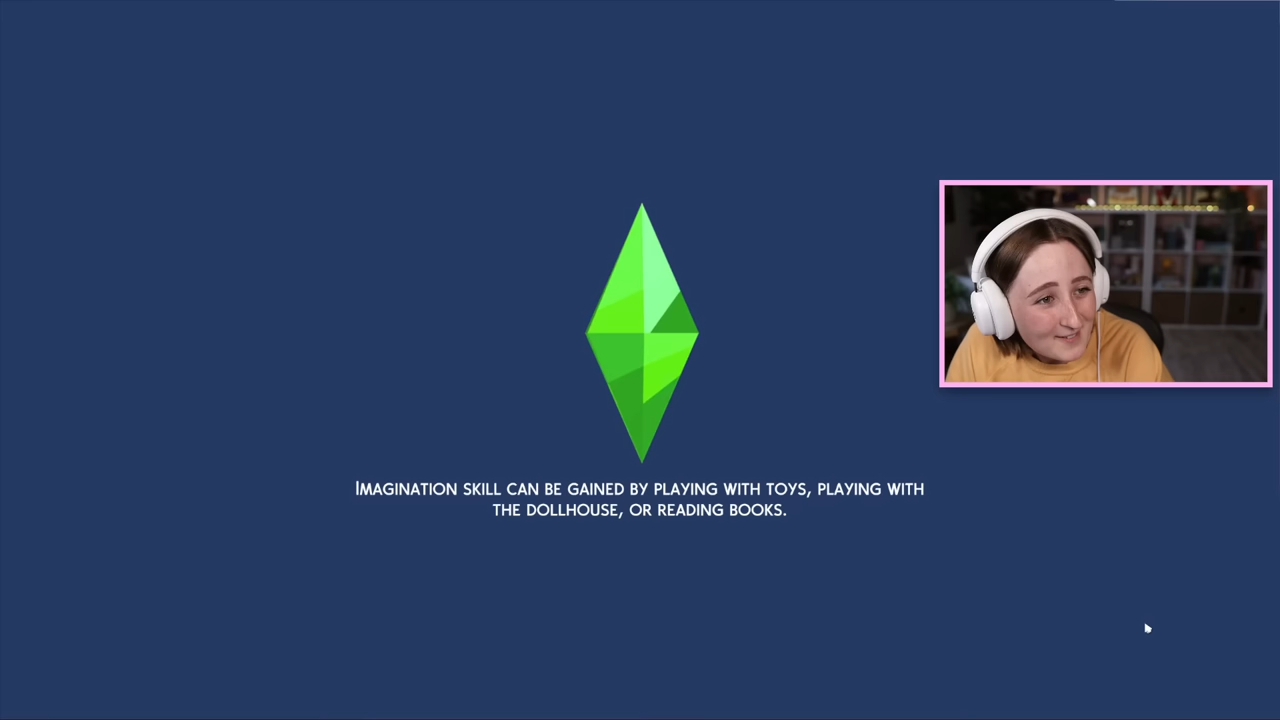 Imagination skill can be gained by playing with toys, playing with
the dollhouse, or reading books.